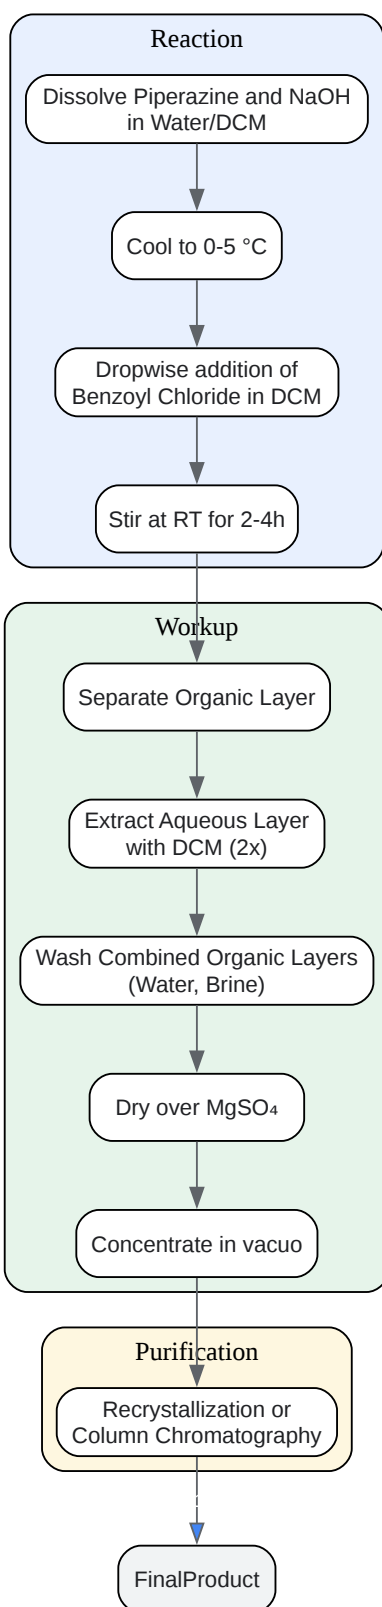 Reaction
Dissolve Piperazine and NaOH
in Water/DCM
Cool to 0-5 °C
Dropwise addition of
Benzoyl Chloride in DCM
Stir at RT for 2-4h
Workup
Separate Organic Layer
Extract Aqueous Layer
with DCM (2x)
Wash Combined Organic Layers
(Water, Brine)
Dry over MgSO₄
Concentrate in vacuo
Purification
Recrystallization or
Column Chromatography
FinalProduct